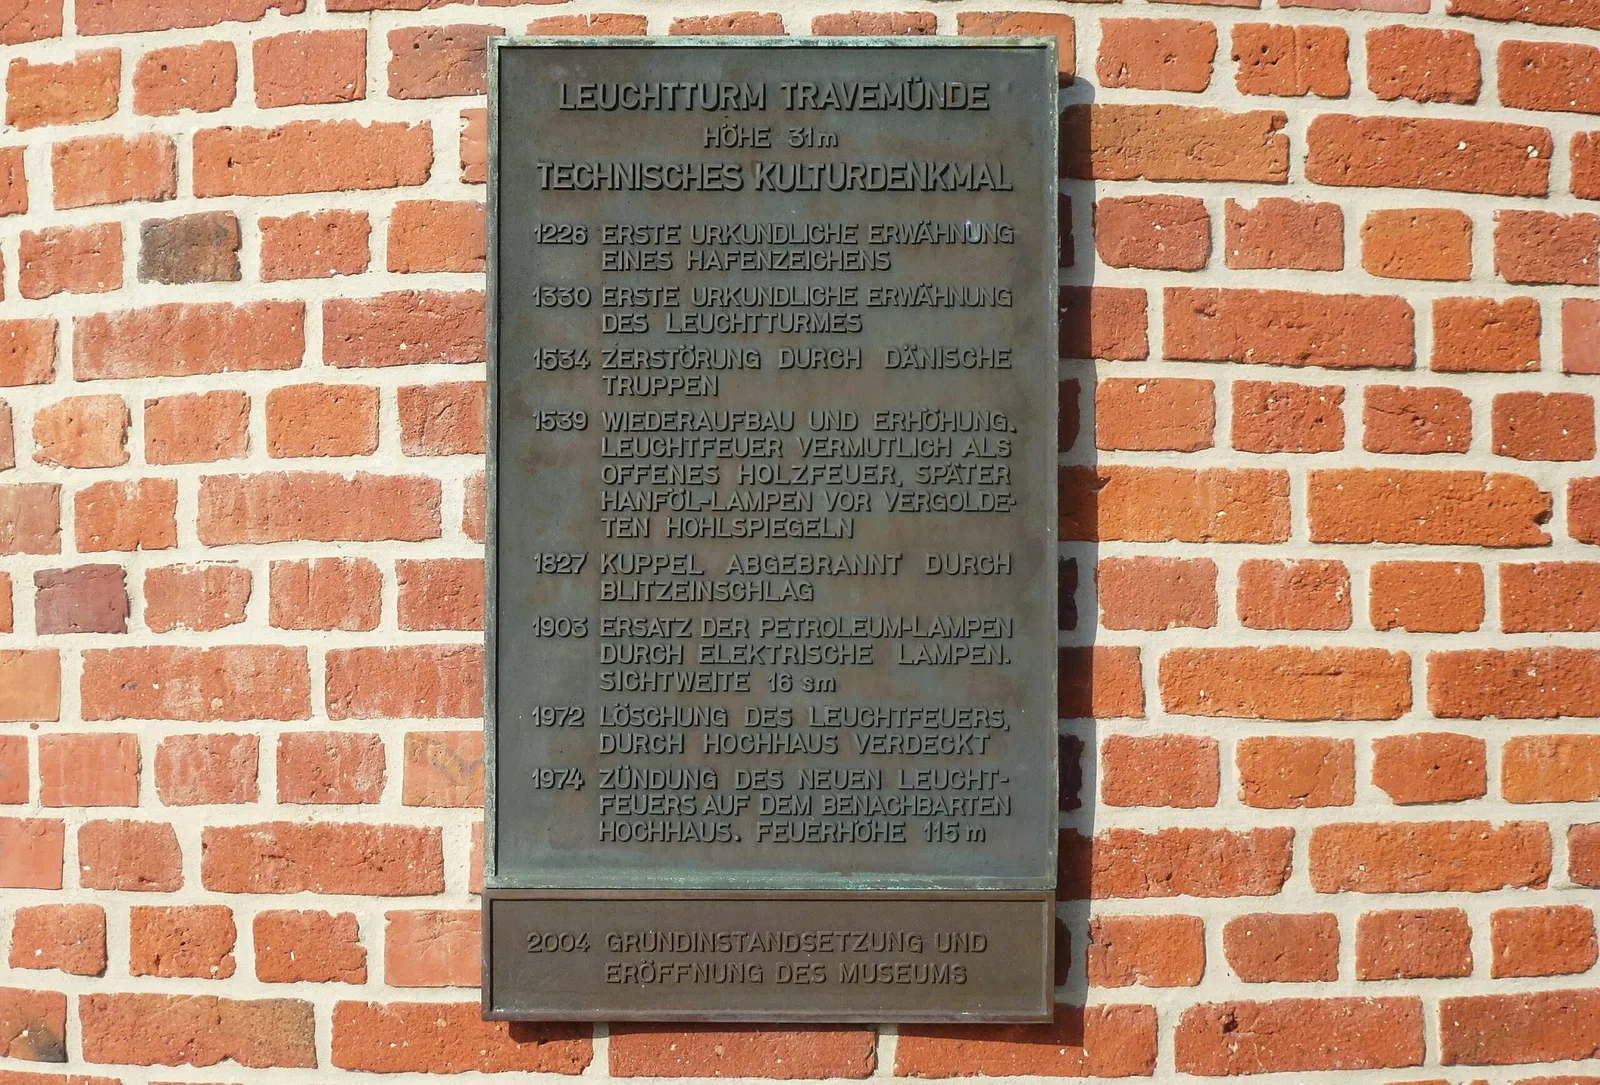 LEUCHTTURM TRAVEMÜNDE
HÖHE 31m
TECHNISCHES KULTURDENKMAL
1226 ERSTE URKUNDLICHE ERWÄHNUNG
EINES HAFENZEICHENS
1330 ERSTE URKUNDLICHE ERWÄHNUNG
DES LEUCHTTURMES
1534 ZERSTÖRUNG DURCH DÄNISCHE
TRUPPEN
1539 WIEDERAUFBAU UND ERHÖHUNG.
LEUCHTFEUER VERMUTLICH ALS
OFFENES HOLZFEUER, SPÄTER
HANFÖL-LAMPEN VOR VERGOLDE-
TEN HOHLSPIEGELN
1827 KUPPEL ABGEBRANNT DURCH
BLITZEINSCHLAG
1903 ERSATZ DER PETROLEUM-LAMPEN
DURCH ELEKTRISCHE LAMPEN.
SICHTWEITE 16 sm
1972 LÖSCHUNG DES LEUCHTFEUERS,
DURCH HOCHHAUS VERDECKT
1974 ZÜNDUNG DES NEUEN LEUCHT-
FEUERS AUF DEM BENACHBARTEN
HOCHHAUS. FEUERHÖHE 115 m
2004 GRUNDINSTANDSETZUNG UND
ERÖFFNUNG DES MUSEUMS